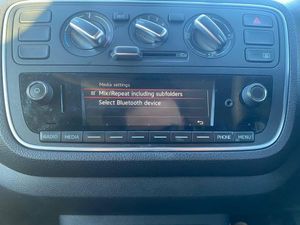 Media settings
Mix/Repeat including subfolders
Select Bluetooth device
RADIO MEDIA PHONE MENU